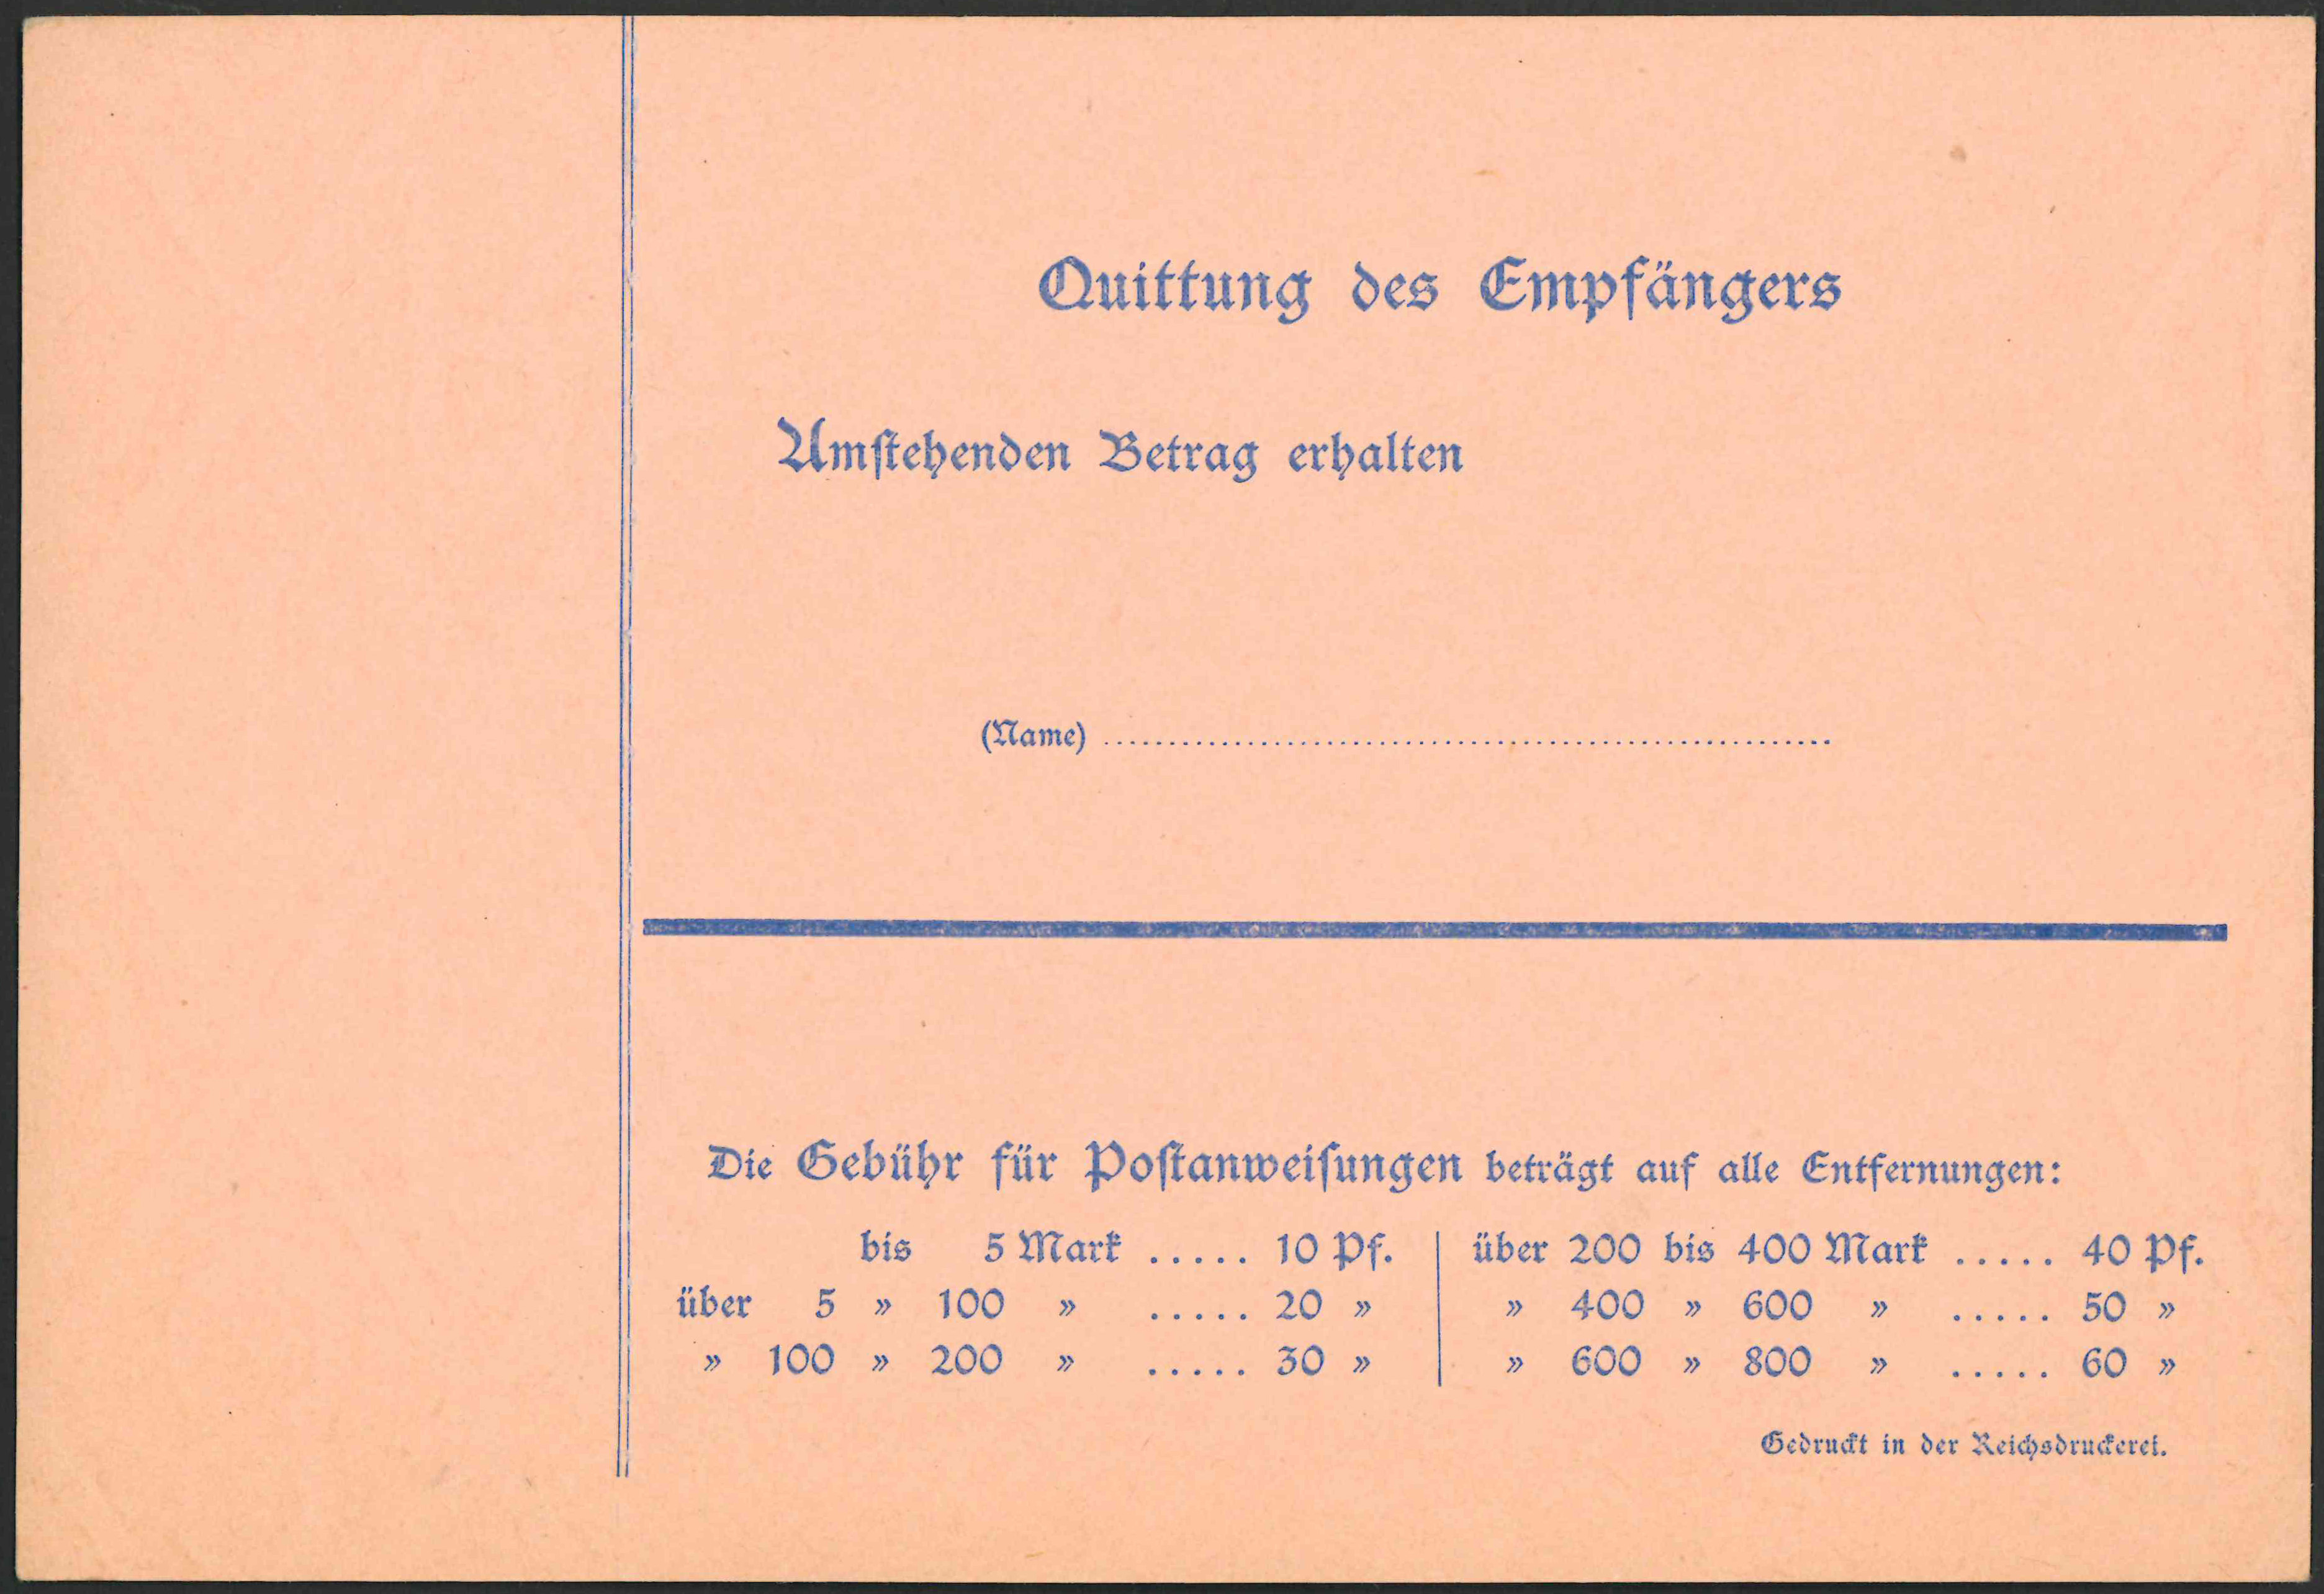 Quittung des Empfängers
Umſtehenden Betrag erhalten
(Name) ........................................................
Die Gebühr für Poſtanweiſungen beträgt auf alle Entfernungen:
bis 5 Mark ..... 10 Pf. | über 200 bis 400 Mark ..... 40 Pf.
über 5 » 100 » ..... 20 » | » 400 » 600 » ..... 50 »
» 100 » 200 » ..... 30 » | » 600 » 800 » ..... 60 »
Gedruckt in der Reichsdruckerei.